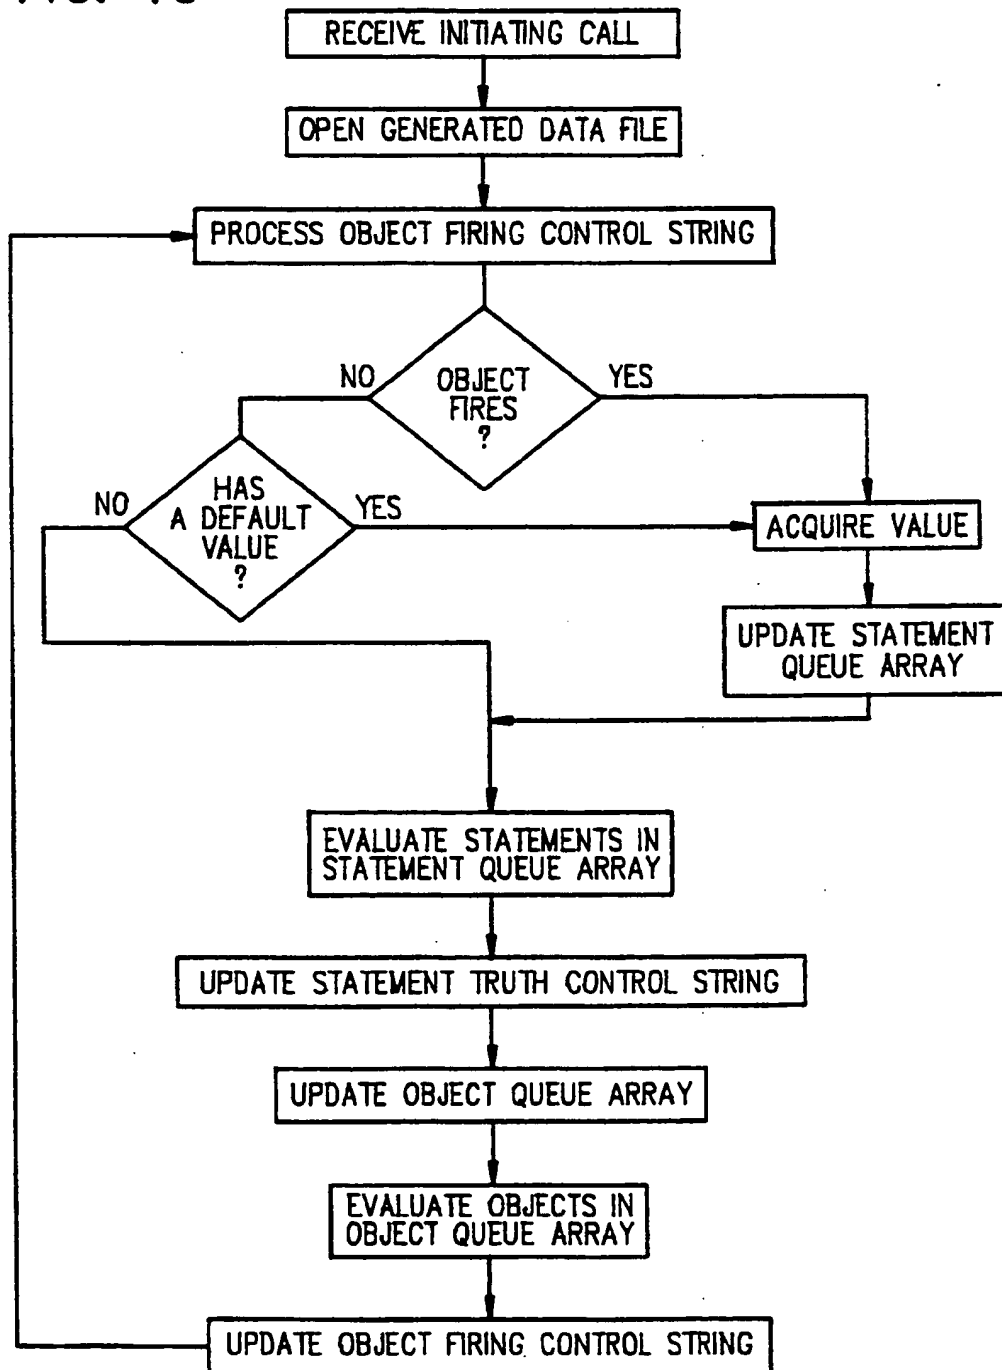 RECEIVE INITIATING CALL
OPEN GENERATED DATA FILE
PROCESS OBJECT FIRING CONTROL STRING
NO
OBJECT
FIRES
?
YES
NO
HAS
A DEFAULT
VALUE
?
YES
ACQUIRE VALUE
UPDATE STATEMENT
QUEUE ARRAY
EVALUATE STATEMENTS IN
STATEMENT QUEUE ARRAY
UPDATE STATEMENT TRUTH CONTROL STRING
UPDATE OBJECT QUEUE ARRAY
EVALUATE OBJECTS IN
OBJECT QUEUE ARRAY
UPDATE OBJECT FIRING CONTROL STRING